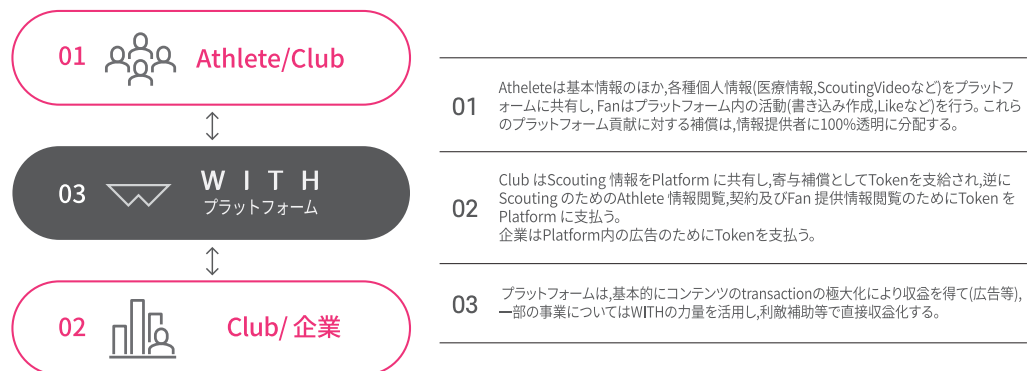 01 Athlete/Club
03 W I T H
プラットフォーム
02 Club/ 企業
01
Atheleteは基本情報のほか,各種個人情報(医療情報,ScoutingVideoなど)をプラットフ
ォームに共有し, Fanはプラットフォーム内の活動(書き込み作成,Likeなど)を行う。これら
のプラットフォーム貢献に対する補償は,情報提供者に100%透明に分配する。
02
Club はScouting 情報をPlatform に共有し,寄与補償としてTokenを支給され,逆に
Scouting のためのAthlete 情報閲覧,契約及びFan 提供情報閲覧のためにToken を
Platform に支払う。
企業はPlatform内の広告のためにTokenを支払う。
03
プラットフォームは,基本的にコンテンツのtransactionの極大化により収益を得て(広告等),
一部の事業についてはWITHの力量を活用し,利敵補助等で直接収益化する。